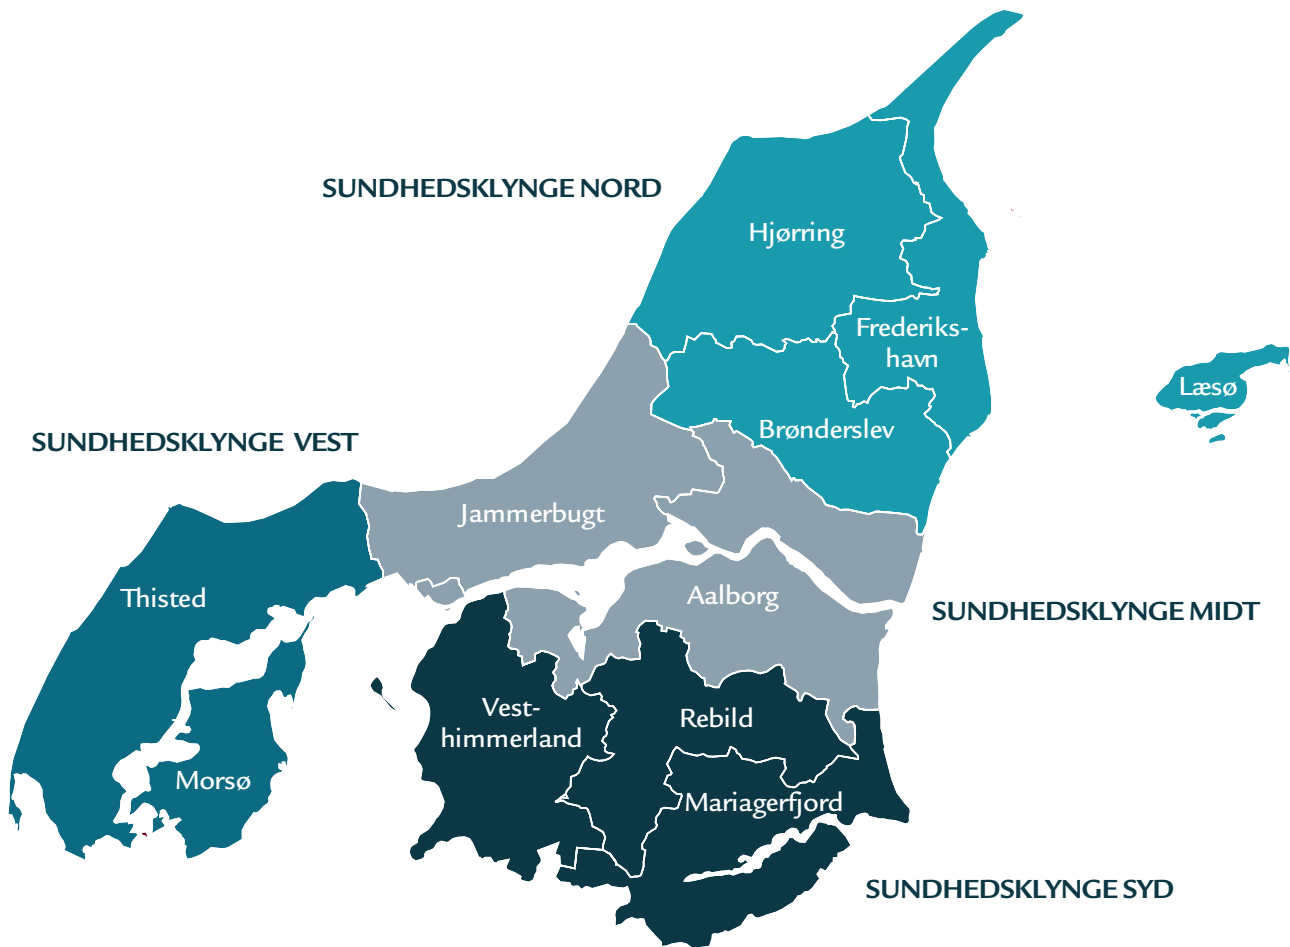 SUNDHEDSKLYNGE NORD
Hjørring
Frederiks-
havn
Læsø
Brønderslev
SUNDHEDSKLYNGE VEST
Jammerbugt
Thisted
Aalborg
SUNDHEDSKLYNGE MIDT
Vest-
himmerland
Rebild
Morsø
Mariagerfjord
SUNDHEDSKLYNGE SYD